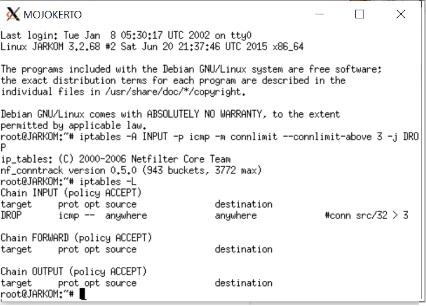 MOJOKERTO
Last login: Tue Jan  8 05:30:17 UTC 2002 on tty0
Linux JARKOM 3.2.68 #2 Sat Jun 20 21:37:46 UTC 2015 x86_64

The programs included with the Debian GNU/Linux system are free software;
the exact distribution terms for each program are described in the
individual files in /usr/share/doc/*/copyright.

Debian GNU/Linux comes with ABSOLUTELY NO WARRANTY, to the extent
permitted by applicable law.
root@JARKOM:~# iptables -A INPUT -p icmp -m connlimit --connlimit-above 3 -j DRO
P
ip_tables: (C) 2000-2006 Netfilter Core Team
nf_conntrack version 0.5.0 (943 buckets, 3772 max)
root@JARKOM:~# iptables -L
Chain INPUT (policy ACCEPT)
target     prot opt source               destination
DROP       icmp --  anywhere             anywhere             #conn src/32 > 3

Chain FORWARD (policy ACCEPT)
target     prot opt source               destination

Chain OUTPUT (policy ACCEPT)
target     prot opt source               destination
root@JARKOM:~#